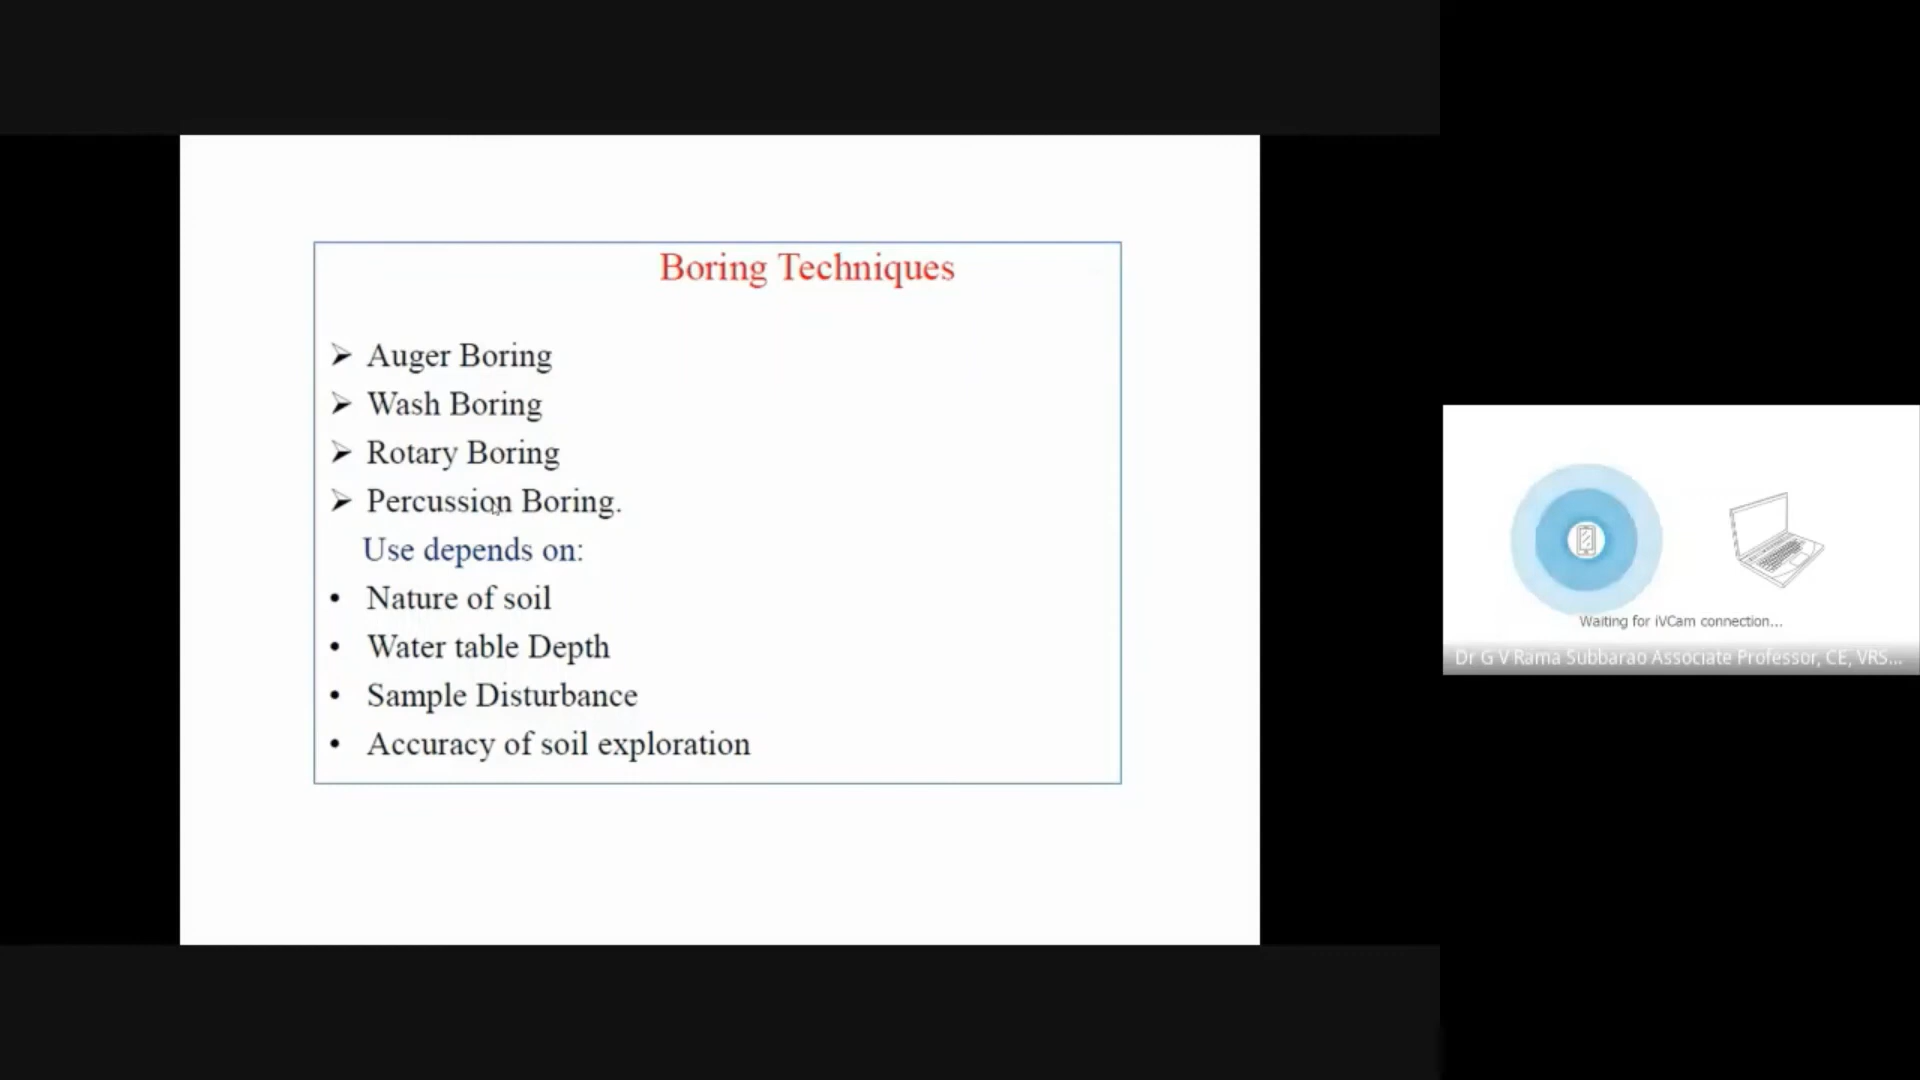 Boring Techniques
➤ Auger Boring
➤ Wash Boring
➤ Rotary Boring
➤ Percussion Boring.
Use depends on:
• Nature of soil
• Water table Depth
• Sample Disturbance
• Accuracy of soil exploration
Waiting for iVCam connection...
Dr G V Rama Subbarao Associate Professor, CE, VRS...